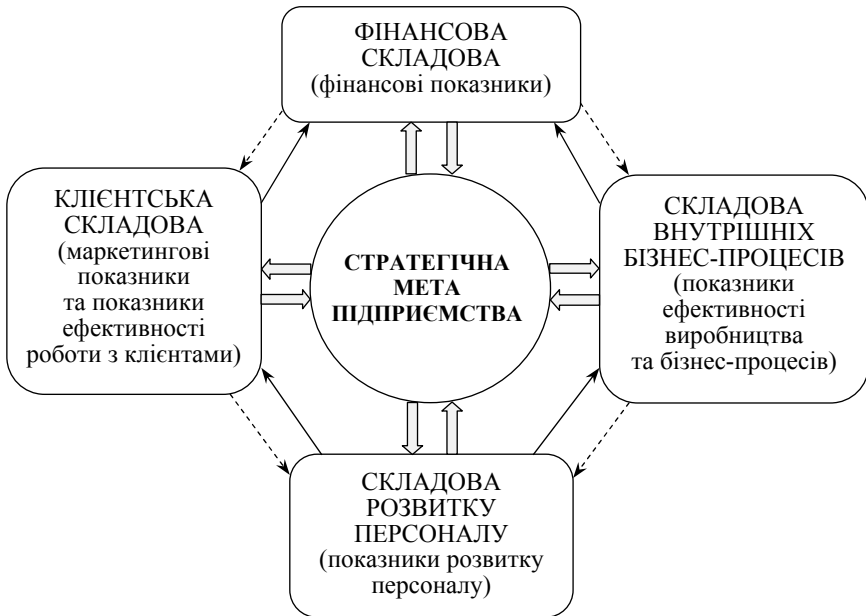 ФІНАНСОВА
СКЛАДОВА
(фінансові показники)
КЛІЄНТСЬКА
СКЛАДОВА
(маркетингові
показники
та показники
ефективності
роботи з клієнтами)
СТРАТЕГІЧНА
МЕТА
ПІДПРИЄМСТВА
СКЛАДОВА
ВНУТРІШНІХ
БІЗНЕС-ПРОЦЕСІВ
(показники
ефективності
виробництва
та бізнес-процесів)
СКЛАДОВА
РОЗВИТКУ
ПЕРСОНАЛУ
(показники розвитку
персоналу)